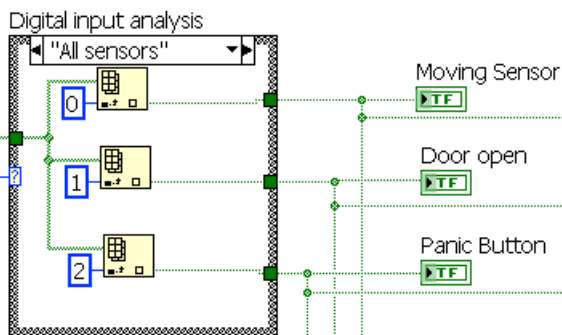 Digital input analysis
"All sensors"
Moving Sensor
0
TF
?
1
Door open
TF
2
Panic Button
TF